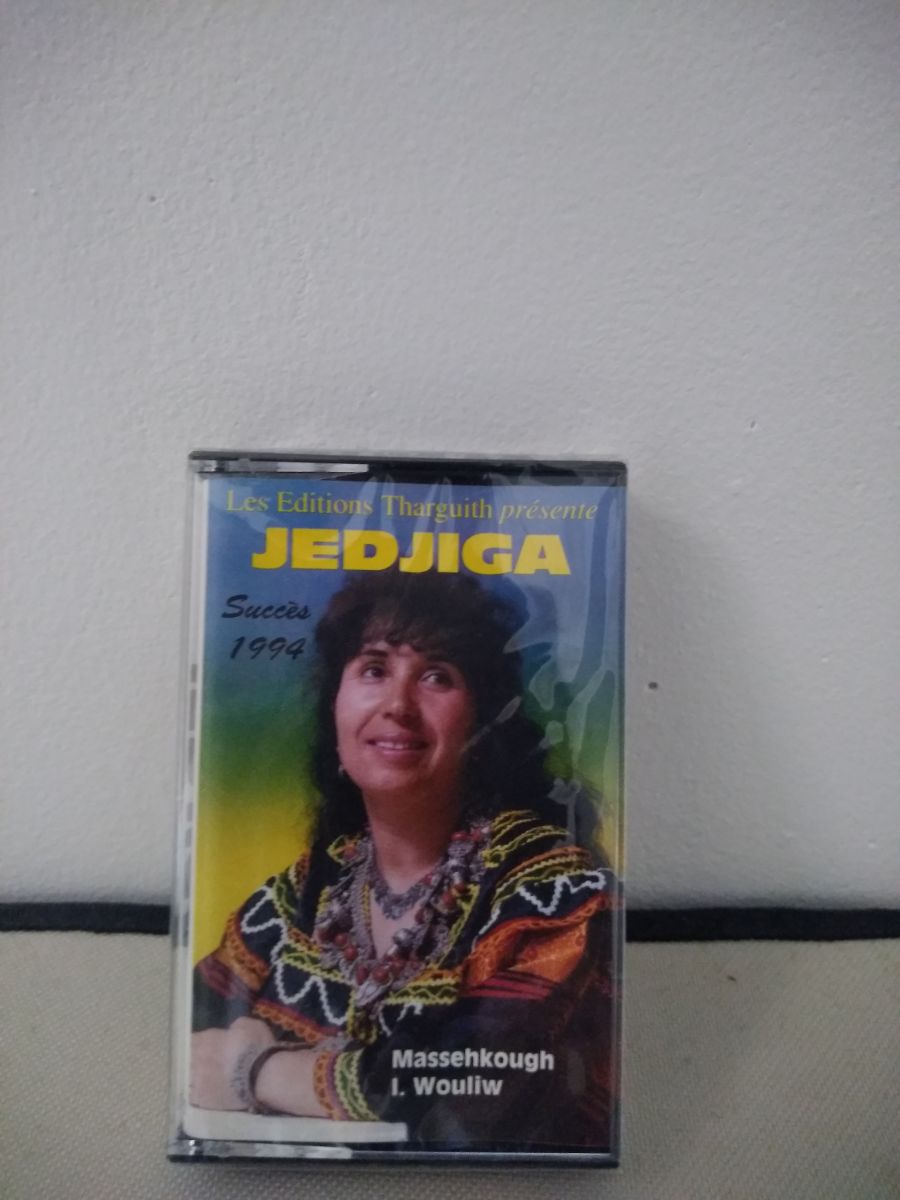 Les Editions Tharguith présente
JEDJIGA
Succès
1994
Massehkough
I. Wouliw